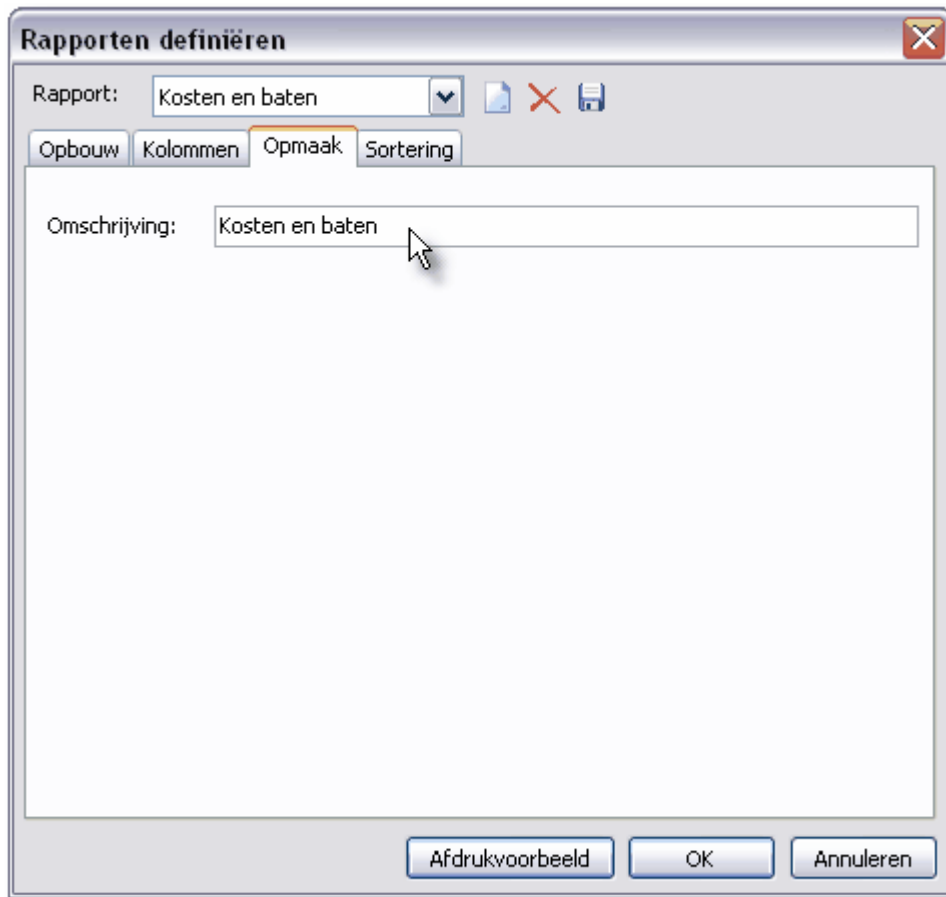 Rapporten definiëren
Rapport: Kosten en baten
Opbouw Kolommen Opmaak Sortering
Omschrijving: Kosten en baten
Afdrukvoorbeeld OK Annuleren